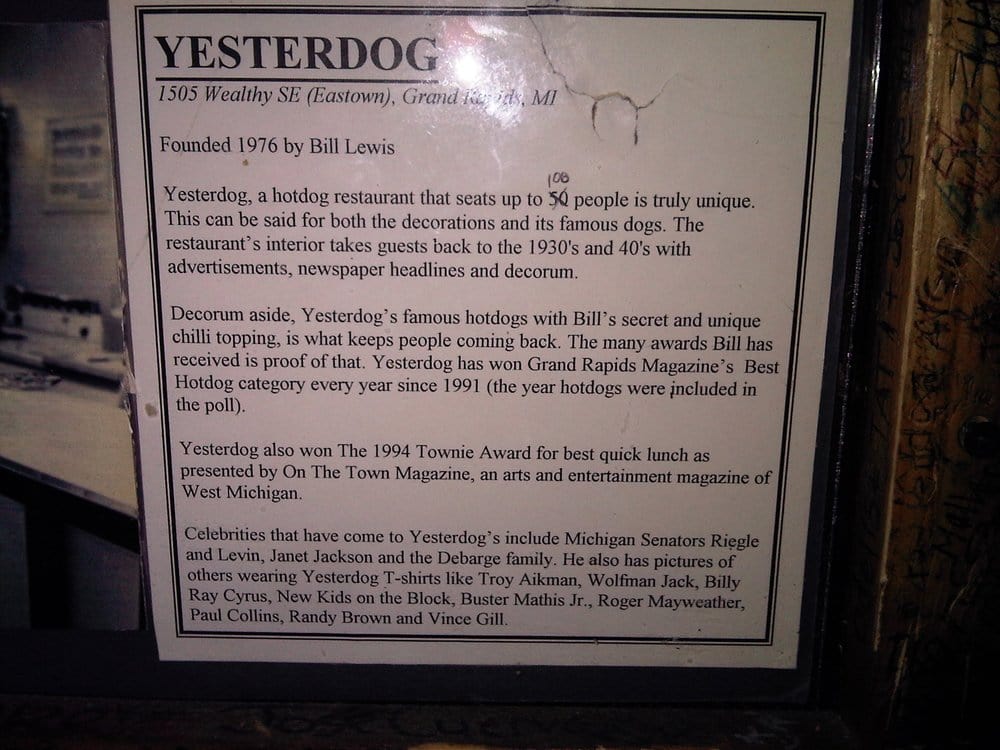 YESTERDOG
1505 Wealthy SE (Eastown), Grand Rapids, MI
Founded 1976 by Bill Lewis
100
Yesterdog, a hotdog restaurant that seats up to 50 people is truly unique.
This can be said for both the decorations and its famous dogs. The
restaurant's interior takes guests back to the 1930's and 40's with
advertisements, newspaper headlines and decorum.
Decorum aside, Yesterdog's famous hotdogs with Bill's secret and unique
chilli topping, is what keeps people coming back. The many awards Bill has
received is proof of that. Yesterdog has won Grand Rapids Magazine's Best
Hotdog category every year since 1991 (the year hotdogs were included in
the poll).
Yesterdog also won The 1994 Townie Award for best quick lunch as
presented by On The Town Magazine, an arts and entertainment magazine of
West Michigan.
Celebrities that have come to Yesterdog's include Michigan Senators Riegle
and Levin, Janet Jackson and the Debarge family. He also has pictures of
others wearing Yesterdog T-shirts like Troy Aikman, Wolfman Jack, Billy
Ray Cyrus, New Kids on the Block, Buster Mathis Jr., Roger Mayweather,
Paul Collins, Randy Brown and Vince Gill.